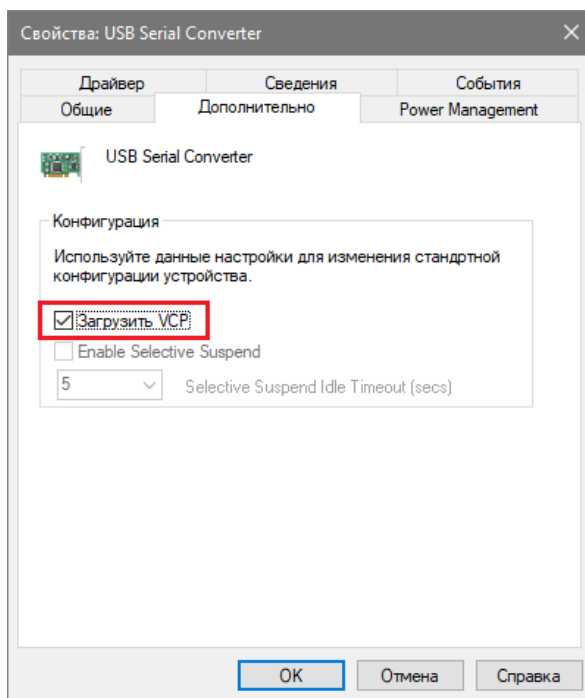 Свойства: USB Serial Converter
Драйвер Сведения События
Общие Дополнительно Power Management
USB Serial Converter
Конфигурация
Используйте данные настройки для изменения стандртной
конфигурации устройства.
Загрузить VCP
Enable Selective Suspend
5 Selective Suspend Idle Timeout (secs)
OK Отмена Справка